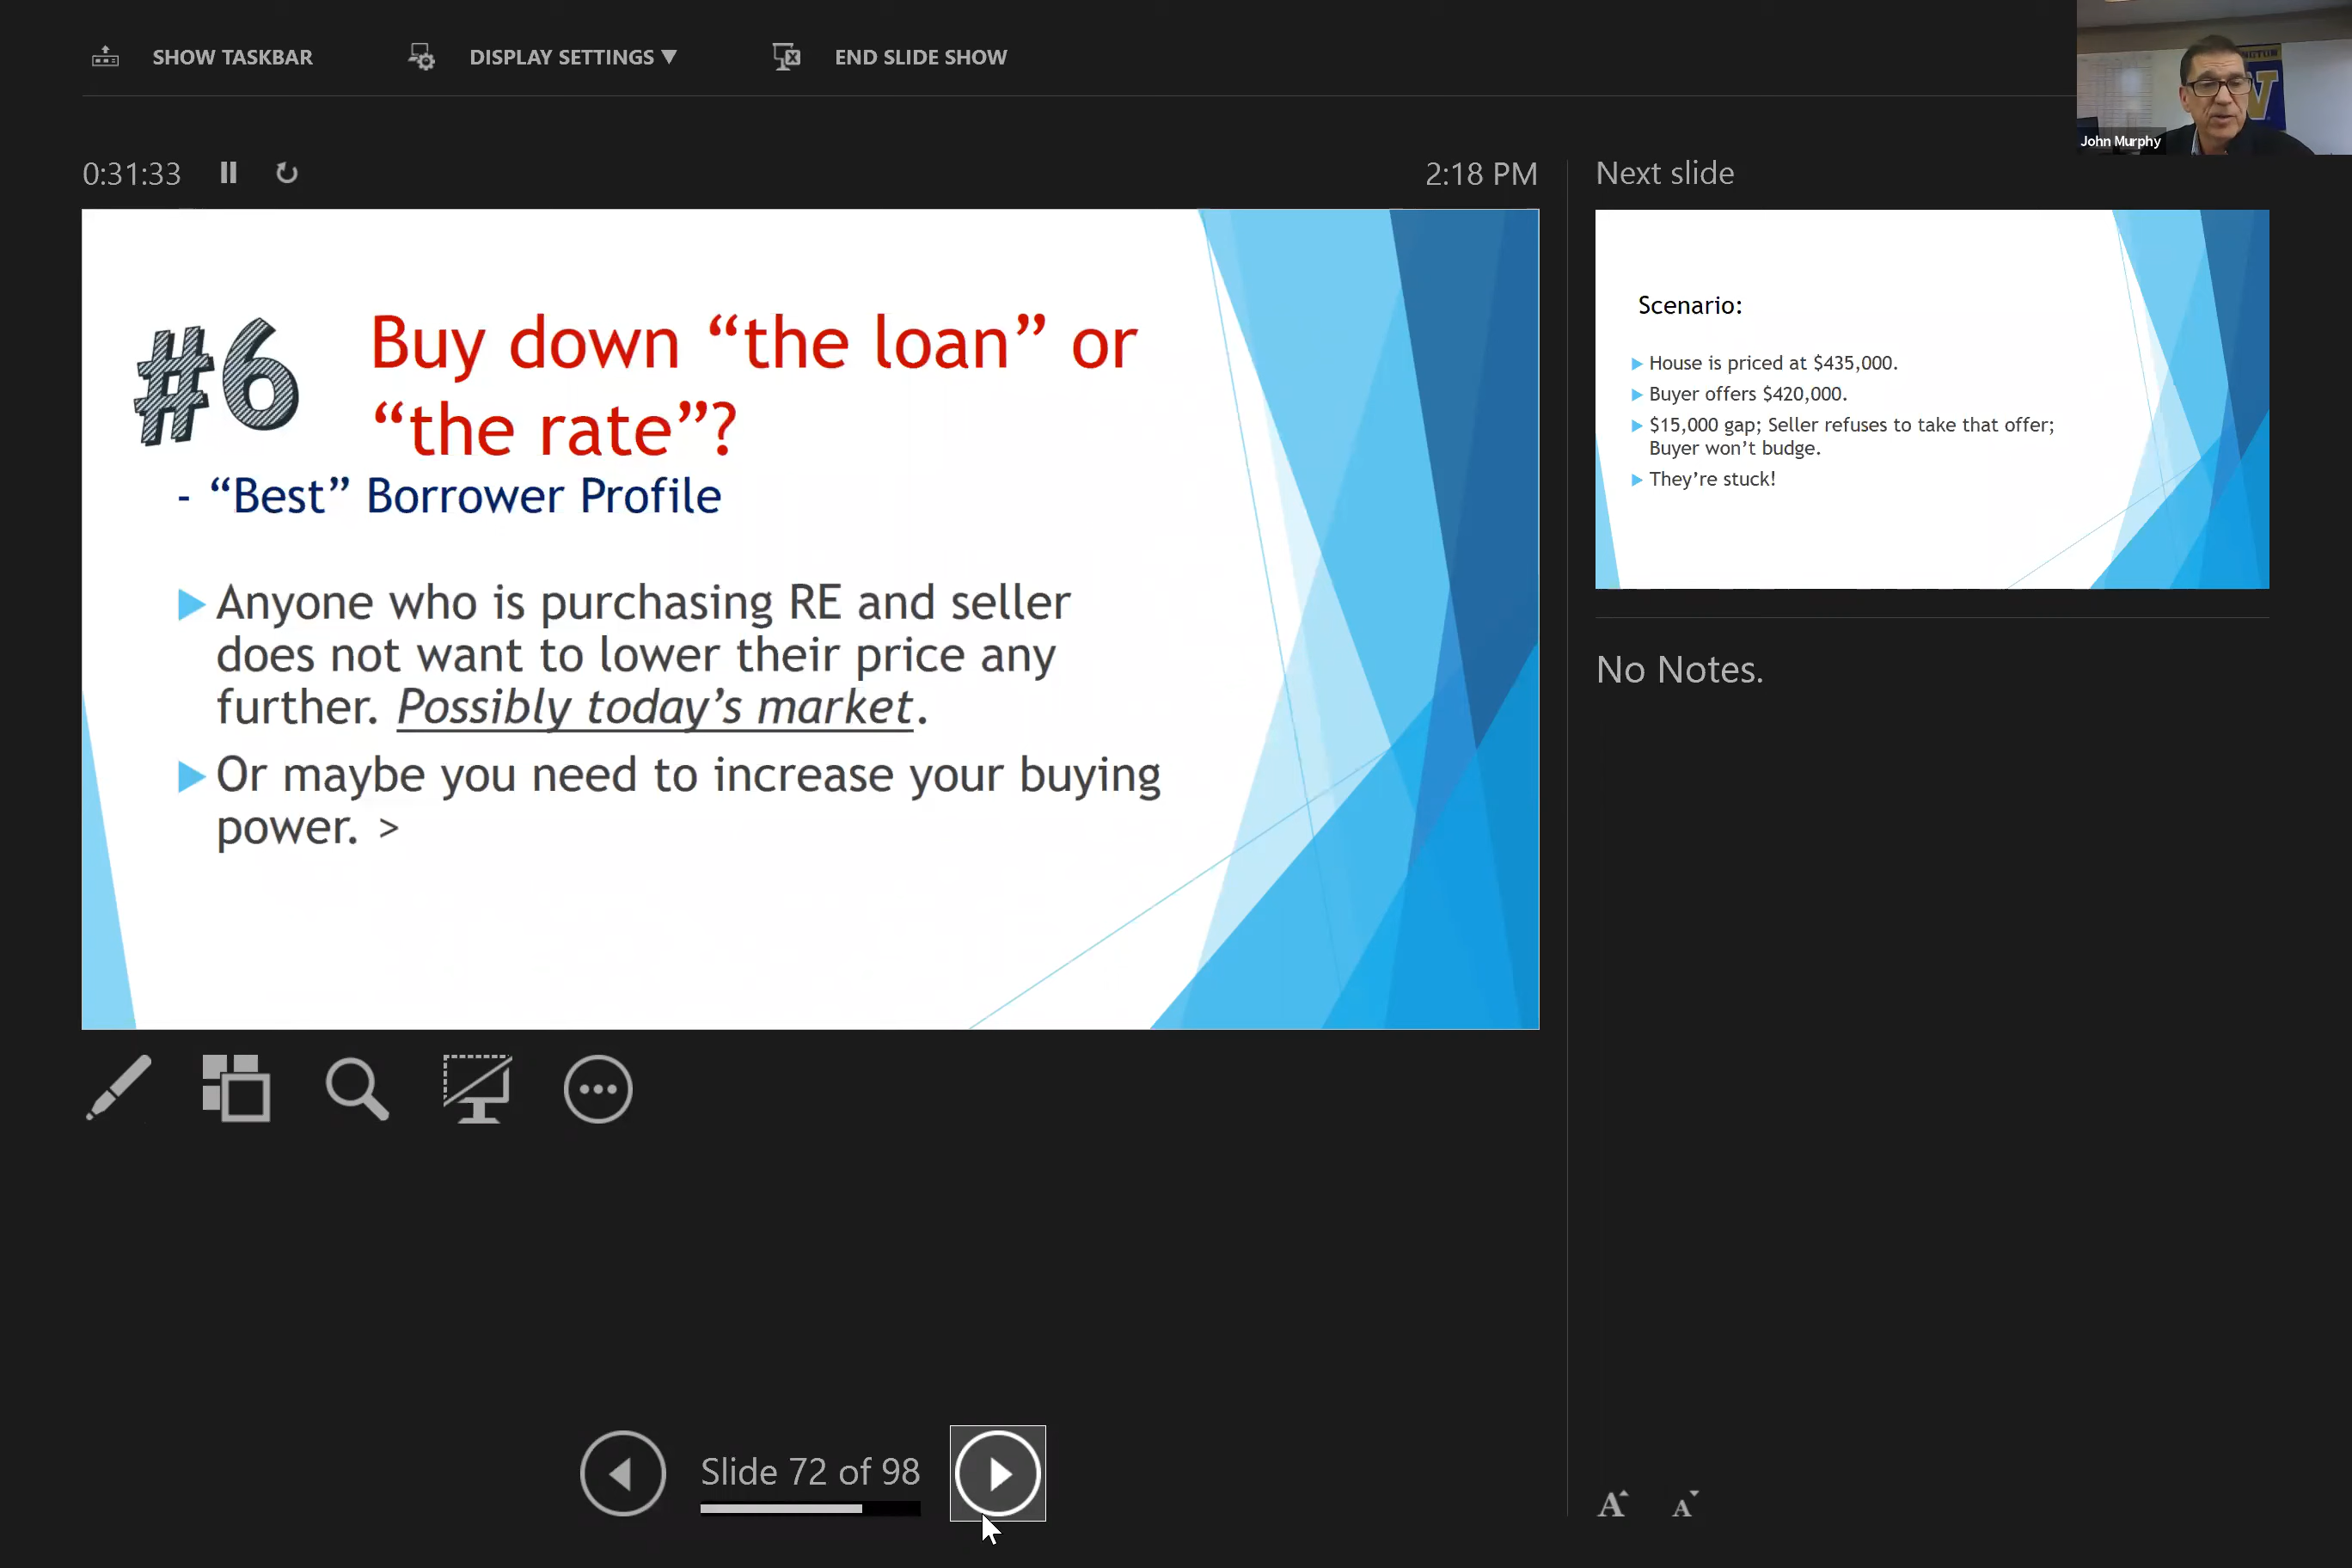 SHOW TASKBAR
DISPLAY SETTINGS ▼
END SLIDE SHOW
John Murphy
0:31:33
2:18 PM
Next slide
#6
Buy down “the loan” or
“the rate”?
- “Best” Borrower Profile
Anyone who is purchasing RE and seller
does not want to lower their price any
further. Possibly today’s market.
Or maybe you need to increase your buying
power. >
Scenario:
House is priced at $435,000.
Buyer offers $420,000.
$15,000 gap; Seller refuses to take that offer;
Buyer won’t budge.
They’re stuck!
No Notes.
Slide 72 of 98
A A